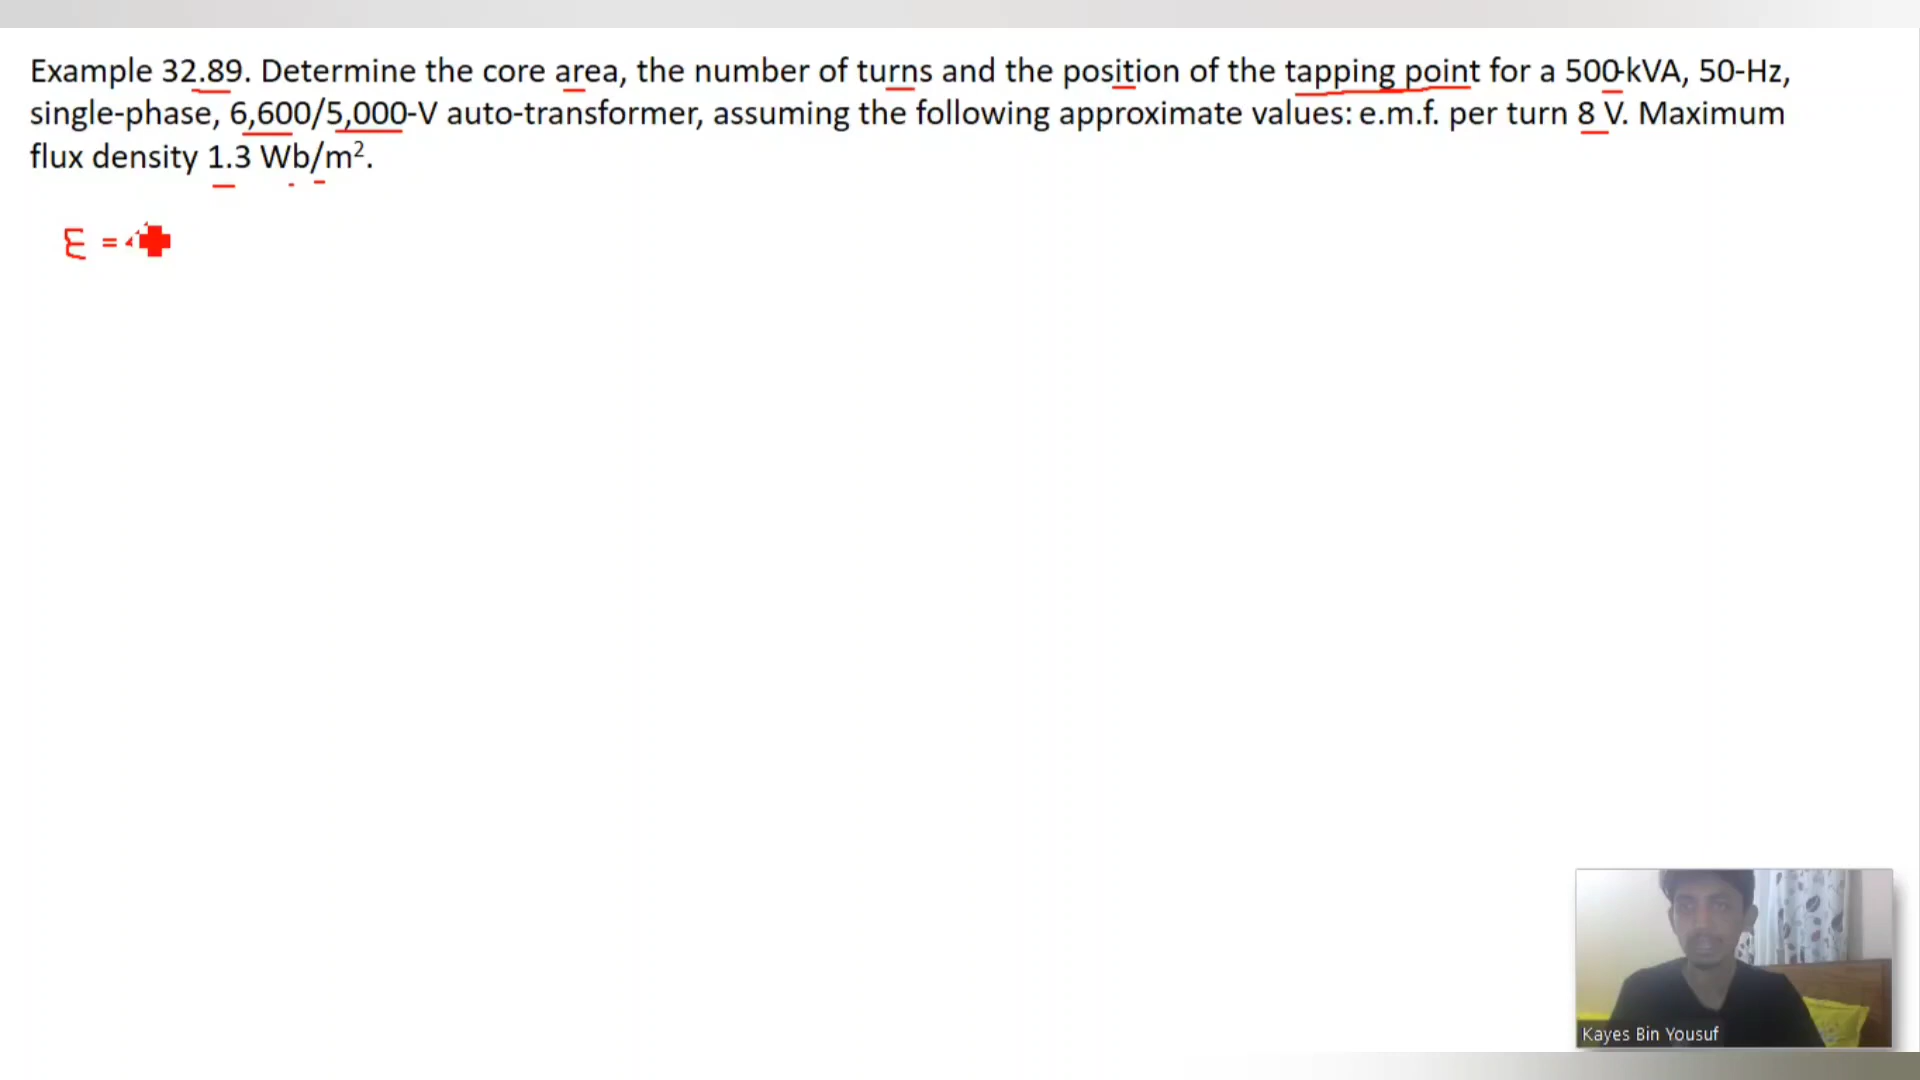 Example 32.89. Determine the core area, the number of turns and the position of the tapping point for a 500-kVA, 50-Hz,
single-phase, 6,600/5,000-V auto-transformer, assuming the following approximate values: e.m.f. per turn 8 V. Maximum
flux density 1.3 Wb/m².
E =
Kayes Bin Yousuf